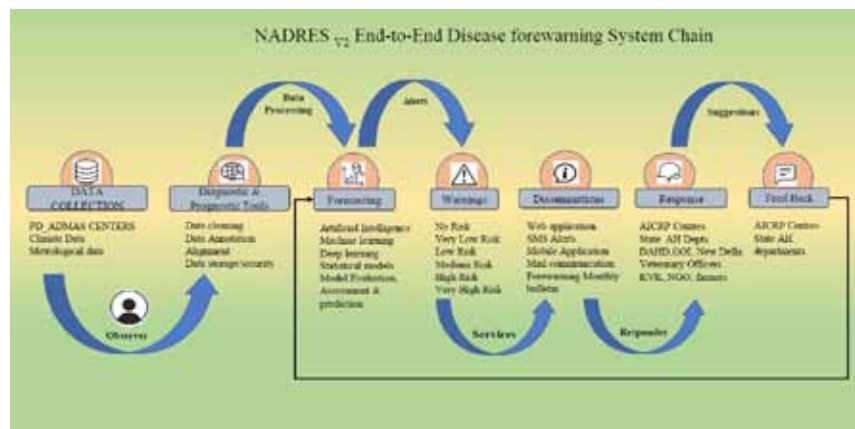 NADRES V2 End-to-End Disease forewarning System Chain
Data
Processing
Alerts
Suggestions
DATA
COLLECTION
Diagnostic &
Prognostic Tools
Forecasting
Warnings
Disseminations
Response
Feed Back
PD_ADMAS CENTERS
Climate Data
Metrological data
Data cleaning
Data Annotation
Alignment
Data storage/security
Artificial Intelligence
Machine learning
Deep learning
Statistical models
Model Evaluation,
Assessment &
prediction
No Risk
Very Low Risk
Low Risk
Medium Risk
High Risk
Very High Risk
Web application
SMS Alerts
Mobile Application
Mail communication
Forewarning Monthly
bulletin
AICRP Centres
State AH Depts
DAHD,GOI, New Delhi
Veterinary Officers
KVK, NGO, farmers
AICRP Centres
State AH
departments
Observer
Services
Responder